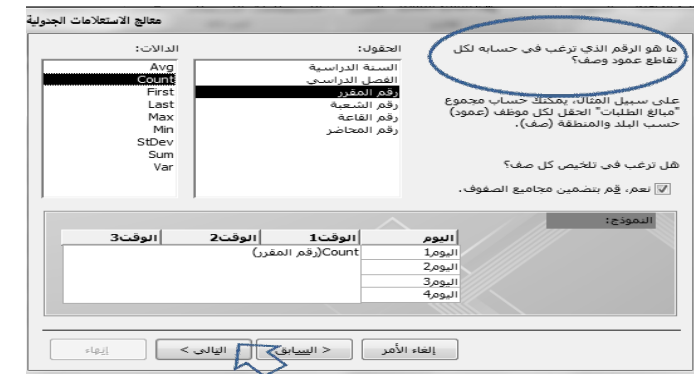 معالج الاستعلامات الجدولية
ما هو الرقم الذي ترغب في حسابه لكل
تقاطع عمود وصف؟
على سبيل المثال، يمكنك حساب مجموع
"مبالغ الطلبات" الحقل لكل موظف (عمود)
حسب البلد والمنطقة (صف).
هل ترغب في تلخيص كل صف؟
نعم، قم بتضمين مجاميع الصفوف.
الحقول:
السنة الدراسية
الفصل الدراسي
رقم المقرر
رقم الشعبة
رقم القاعة
رقم المحاضر
الدالات:
Avg
Count
First
Last
Max
Min
StDev
Sum
Var
النموذج:
اليوم الوقت1 الوقت2 الوقت3
اليوم1 Count(رقم المقرر)
اليوم2
اليوم3
اليوم4
إلغاء الأمر
< السابق
التالي >
إنهاء